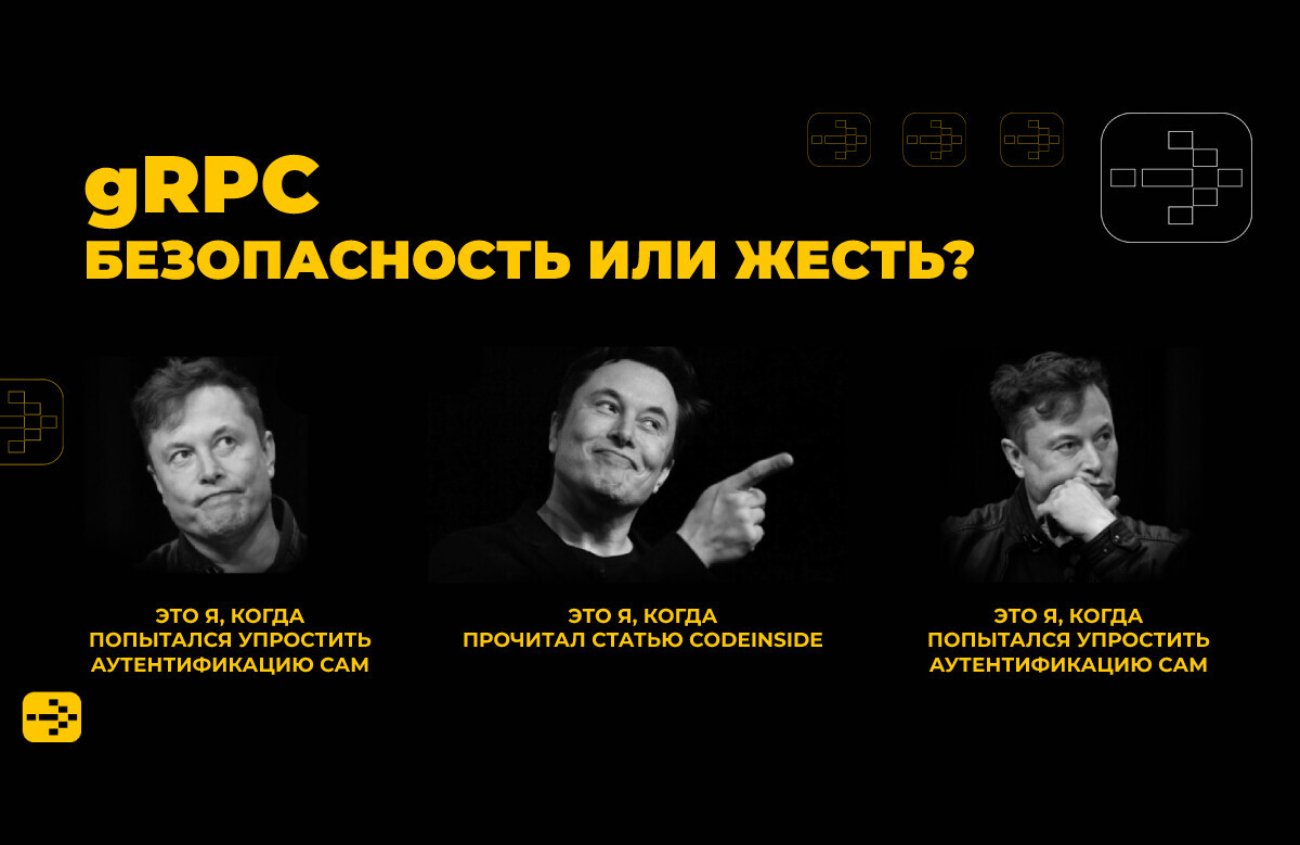 gRPC
БЕЗОПАСНОСТЬ ИЛИ ЖЕСТЬ?
ЭТО Я, КОГДА
ПОПЫТАЛСЯ УПРОСТИТЬ
АУТЕНТИФИКАЦИЮ САМ
ЭТО Я, КОГДА
ПРОЧИТАЛ СТАТЬЮ CODEINSIDE
ЭТО Я, КОГДА
ПОПЫТАЛСЯ УПРОСТИТЬ
АУТЕНТИФИКАЦИЮ САМ